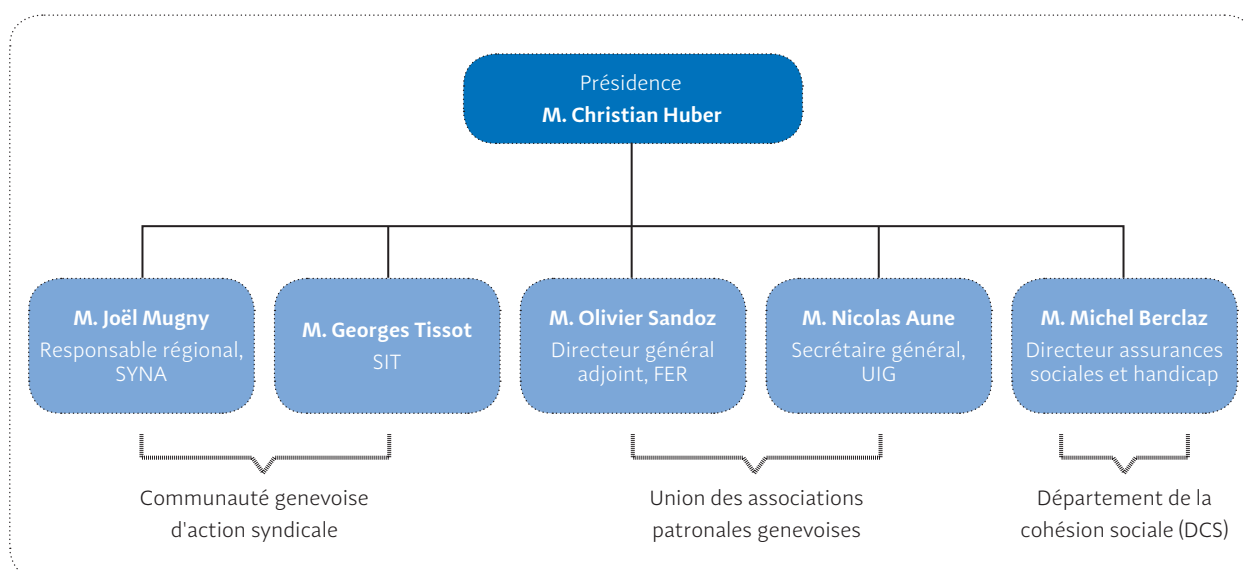 Présidence
M. Christian Huber
M. Joël Mugny
Responsable régional,
SYNA
M. Georges Tissot
SIT
M. Olivier Sandoz
Directeur général
adjoint, FER
M. Nicolas Aune
Secrétaire général,
UIG
M. Michel Berclaz
Directeur assurances
sociales et handicap
Communauté genevoise
d'action syndicale
Union des associations
patronales genevoises
Département de la
cohésion sociale (DCS)